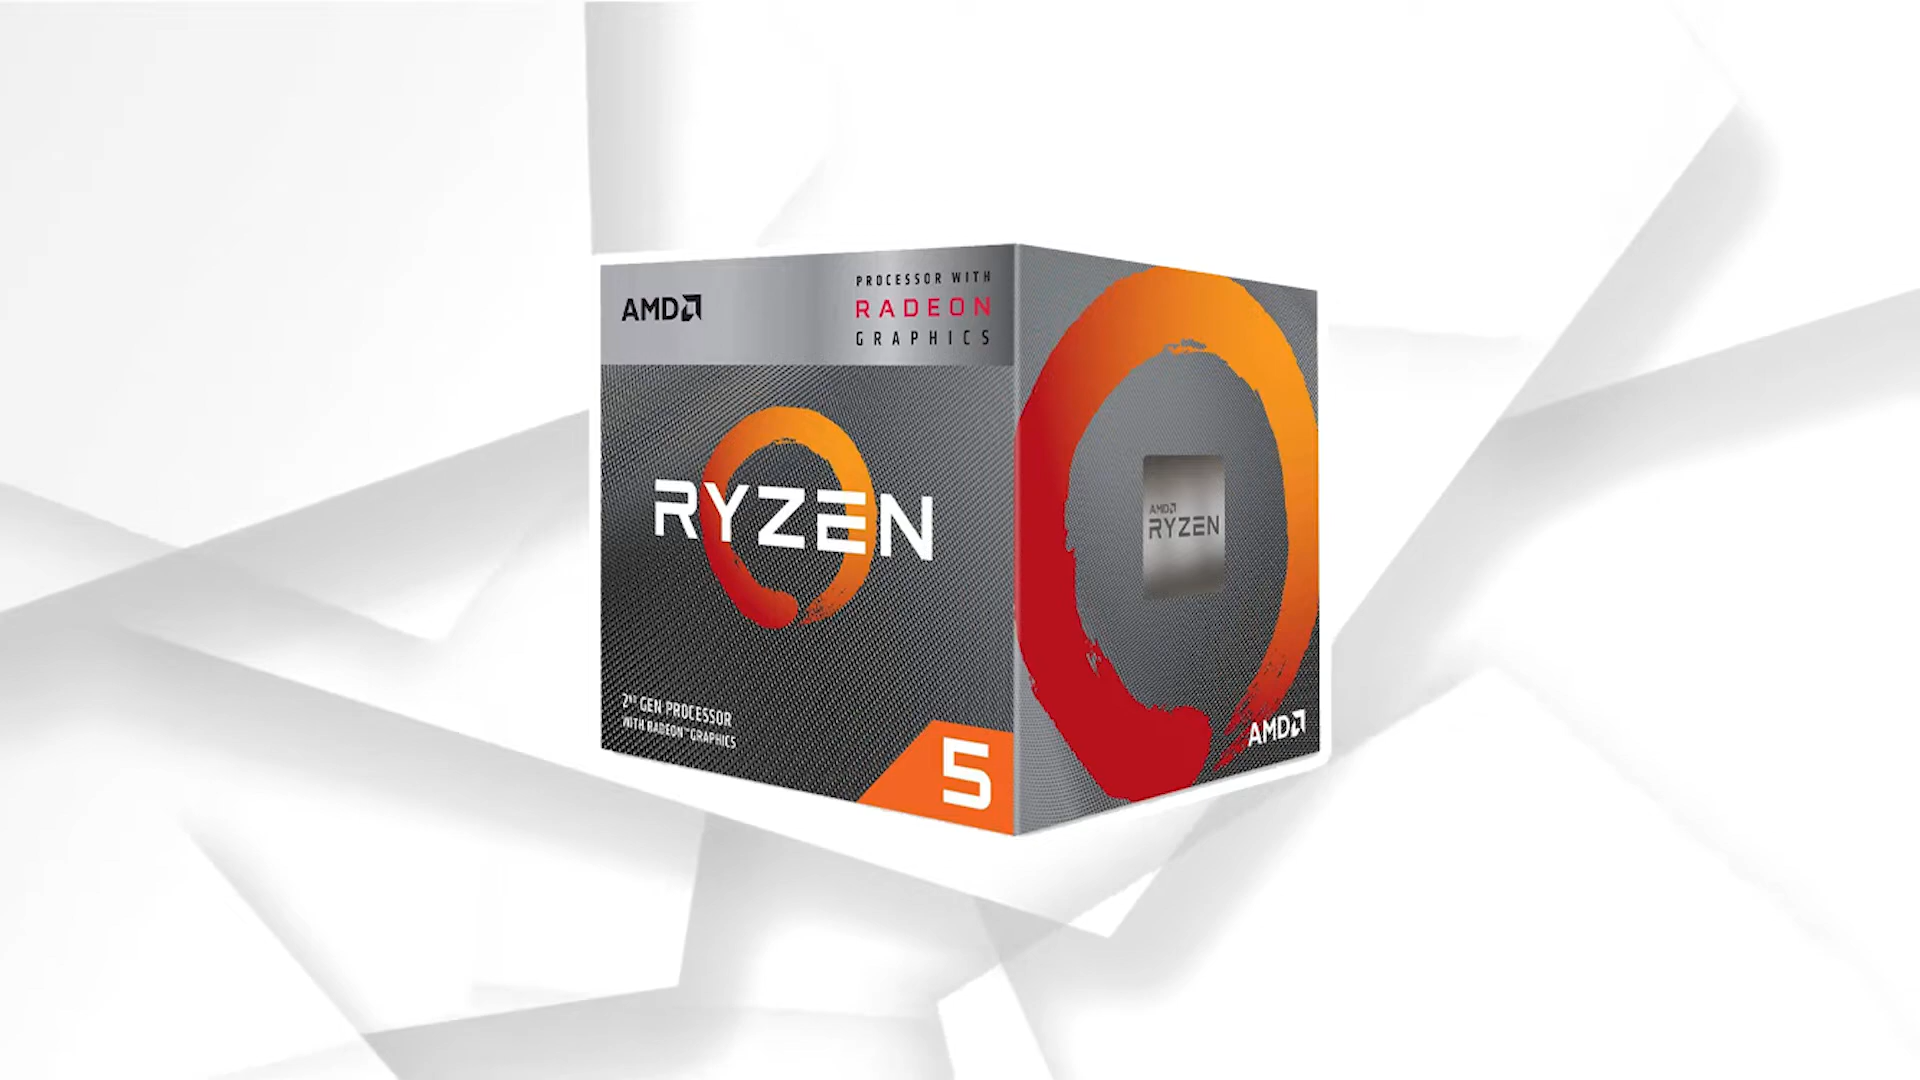 AMD
PROCESSOR WITH
RADEON
GRAPHICS
RYZEN
2ND GEN PROCESSOR
WITH RADEON™ GRAPHICS
5
AMD
RYZEN
AMD